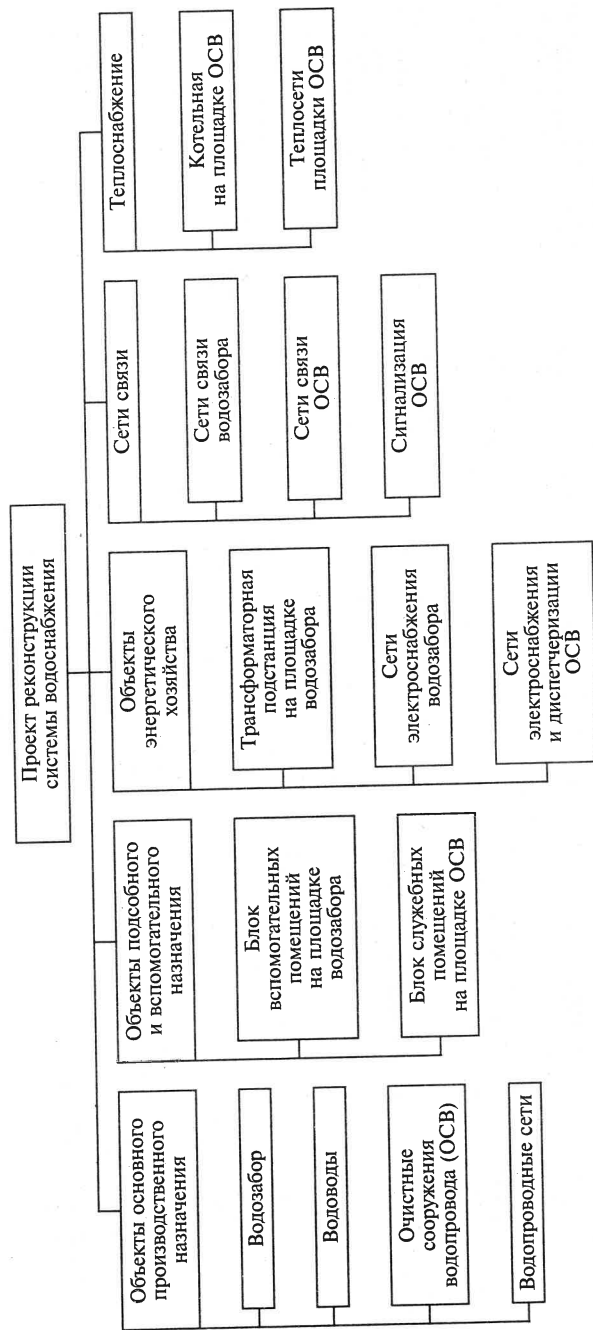 Проект реконструкции
системы водоснабжения
Объекты основного
производственного
назначения
Водозабор
Водоводы
Очистные
сооружения
водопровода (ОСВ)
Водопроводные сети
Объекты подсобного
и вспомогательного
назначения
Блок
вспомогательных
помещений
на площадке
водозабора
Блок служебных
помещений
на площадке ОСВ
Объекты
энергетического
хозяйства
Трансформаторная
подстанция
на площадке
водозабора
Сети
электроснабжения
водозабора
Сети
электроснабжения
и диспетчеризации
ОСВ
Сети связи
Сети связи
водозабора
Сети связи
ОСВ
Сигнализация
ОСВ
Теплоснабжение
Котельная
на площадке ОСВ
Теплосети
площадки ОСВ